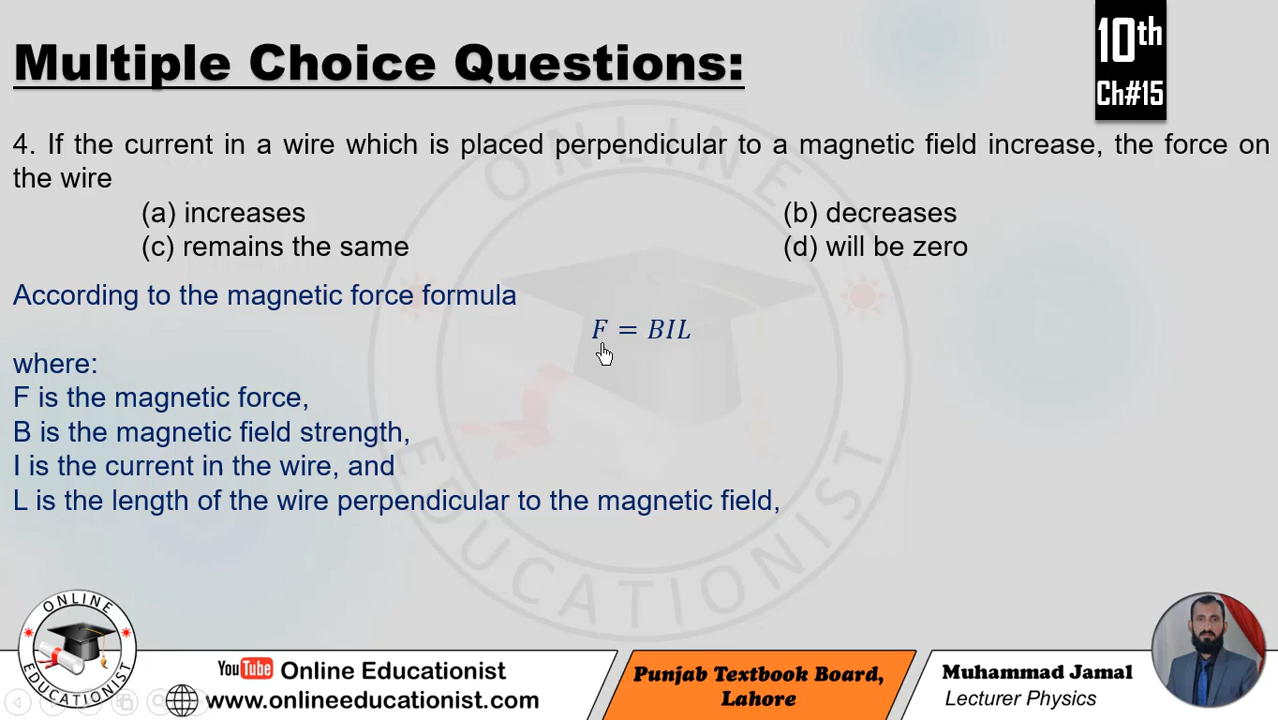 Multiple Choice Questions:
10th
Ch#15
4. If the current in a wire which is placed perpendicular to a magnetic field increase, the force on
the wire
(a) increases
(b) decreases
(c) remains the same
(d) will be zero
According to the magnetic force formula
F = BIL
where:
F is the magnetic force,
B is the magnetic field strength,
I is the current in the wire, and
L is the length of the wire perpendicular to the magnetic field,
ONLINE
EDUCATIONIST
ONLINE
EDUCATIONIST
YouTube Online Educationist
www.onlineeducationist.com
Punjab Textbook Board,
Lahore
Muhammad Jamal
Lecturer Physics